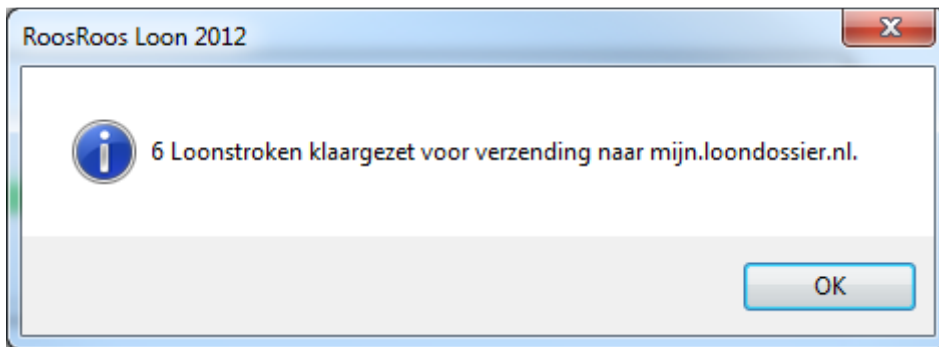 RoosRoos Loon 2012
6 Loonstroken klaargezet voor verzending naar mijn.loondossier.nl.
OK